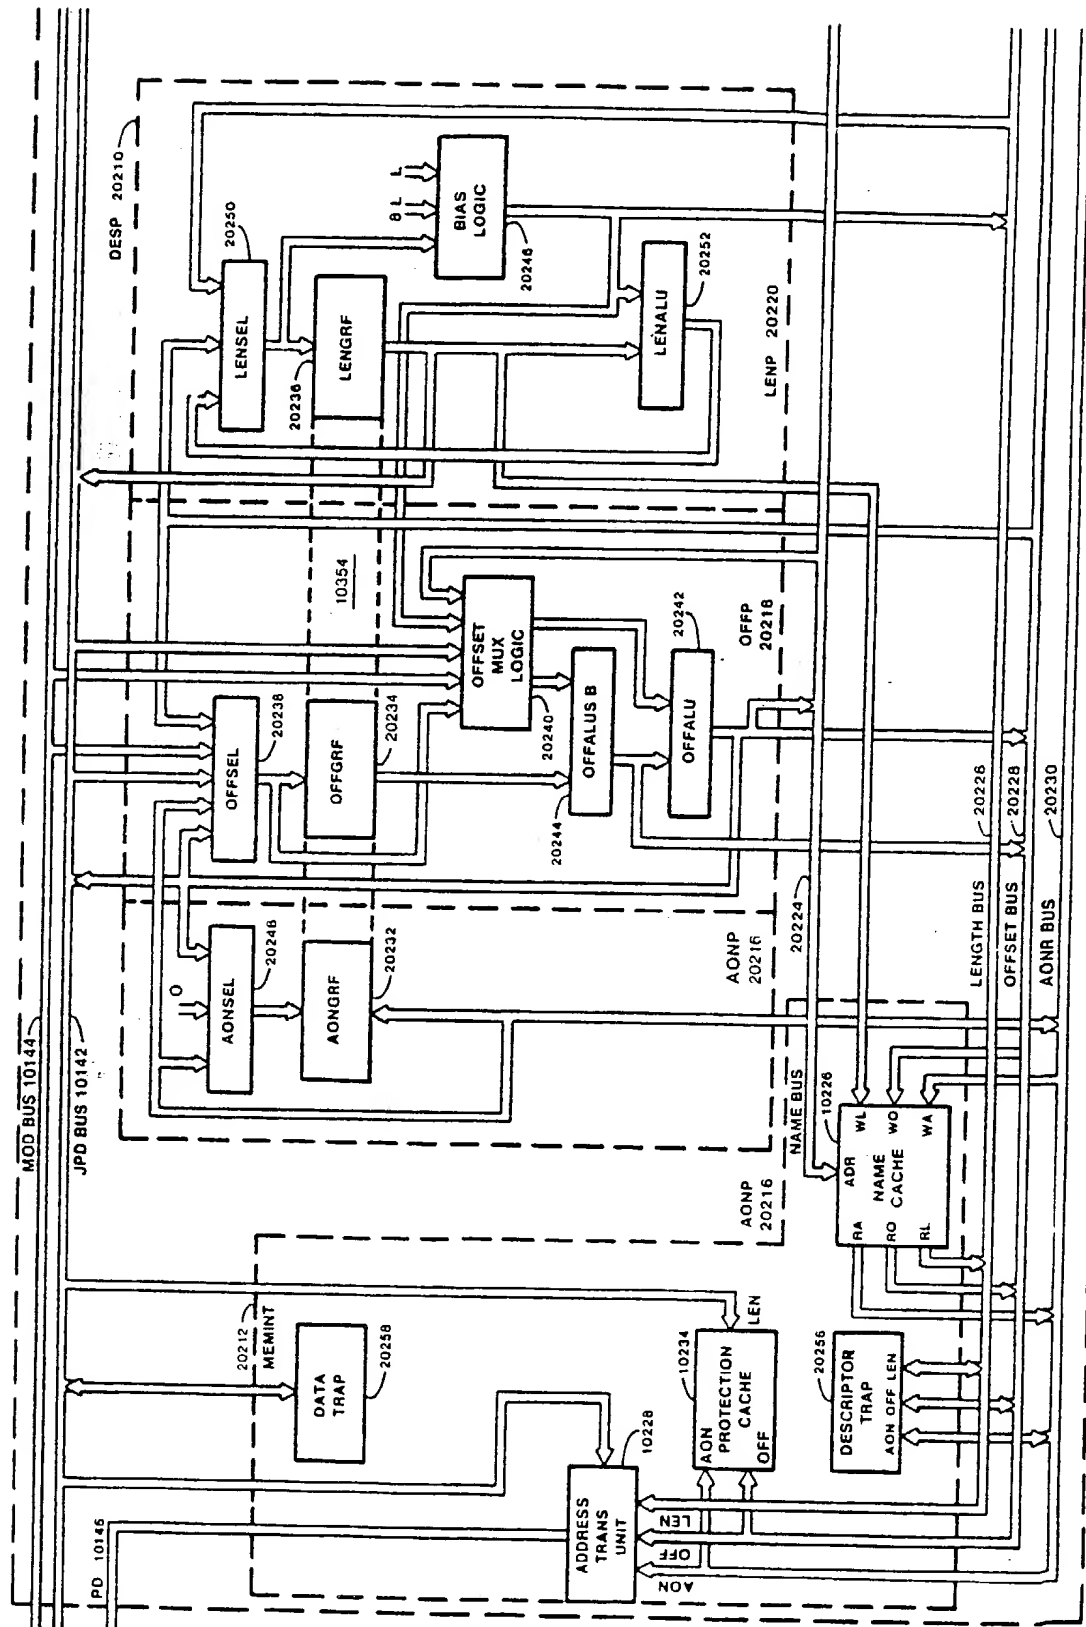 MOD BUS 10144
JPD BUS 10142
PD 10146
DESP 20210
LENSEL
20250
20236
LENGRF
8 L
L
BIAS
LOGIC
20246
LENALU
20252
LENP 20220
10354
OFFSEL
20238
OFFGRF
20234
OFFSET
MUX
LOGIC
20240
OFFALUS B
20244
OFFALU
20242
OFFP
20218
O
AONSEL
20248
AONGRF
20232
AONP
20216
AONP
20216
20212
MEMINT
DATA
TRAP
20258
ADDRESS
TRANS
UNIT
10228
AON
OFF
LEN
10234
AON
PROTECTION
CACHE
OFF
LEN
20256
DESCRIPTOR
TRAP
AON OFF LEN
NAME BUS
20224
10226
ADR
WL
NAME
CACHE
WO
WA
RA
RO
RL
LENGTH BUS
20226
OFFSET BUS
20228
AONR BUS
20230